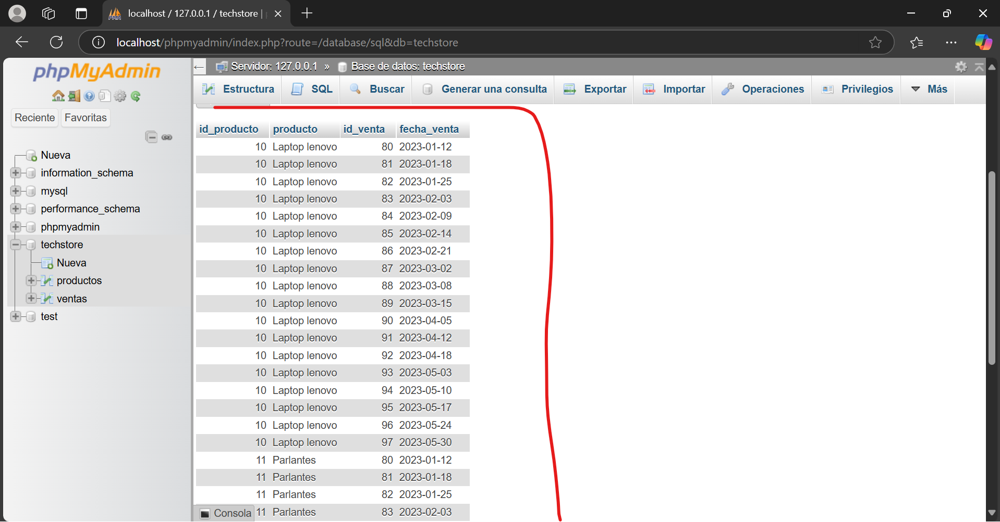 localhost / 127.0.0.1 / techstore |
localhost/phpmyadmin/index.php?route=/database/sql&db=techstore
phpMyAdmin
Reciente Favoritas
Nueva
information_schema
mysql
performance_schema
phpmyadmin
techstore
Nueva
productos
ventas
test
Servidor: 127.0.0.1 » Base de datos: techstore
Estructura SQL Buscar Generar una consulta Exportar Importar Operaciones Privilegios Más
id_producto producto id_venta fecha_venta
10 Laptop lenovo 80 2023-01-12
10 Laptop lenovo 81 2023-01-18
10 Laptop lenovo 82 2023-01-25
10 Laptop lenovo 83 2023-02-03
10 Laptop lenovo 84 2023-02-09
10 Laptop lenovo 85 2023-02-14
10 Laptop lenovo 86 2023-02-21
10 Laptop lenovo 87 2023-03-02
10 Laptop lenovo 88 2023-03-08
10 Laptop lenovo 89 2023-03-15
10 Laptop lenovo 90 2023-04-05
10 Laptop lenovo 91 2023-04-12
10 Laptop lenovo 92 2023-04-18
10 Laptop lenovo 93 2023-05-03
10 Laptop lenovo 94 2023-05-10
10 Laptop lenovo 95 2023-05-17
10 Laptop lenovo 96 2023-05-24
10 Laptop lenovo 97 2023-05-30
11 Parlantes 80 2023-01-12
11 Parlantes 81 2023-01-18
11 Parlantes 82 2023-01-25
11 Parlantes 83 2023-02-03
Consola